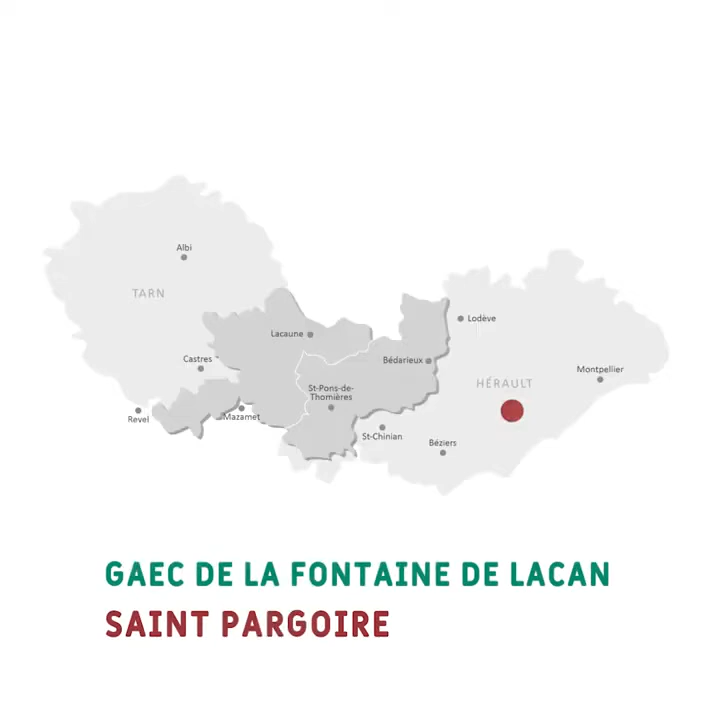 Albi
TARN
Lacaune
Lodève
Castres
Bédarieux
Montpellier
HÉRAULT
St-Pons-de-
Thomières
Revel
Mazamet
St-Chinian
Béziers
GAEC DE LA FONTAINE DE LACAN
SAINT PARGOIRE